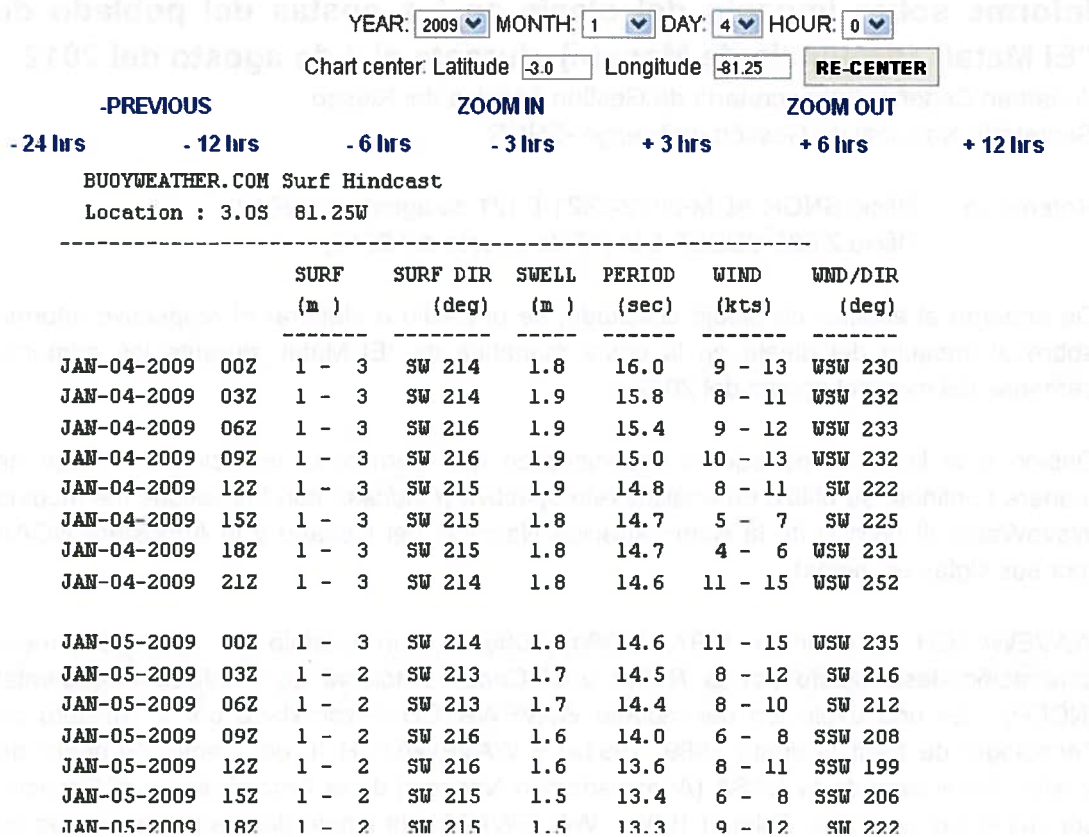 YEAR: 2009 MONTH: 1 DAY: 4 HOUR: 0
Chart center: Latitude -3.0 Longitude -81.25 RE-CENTER
-PREVIOUS ZOOM IN ZOOM OUT
- 24 hrs - 12 hrs - 6 hrs - 3 hrs + 3 hrs + 6 hrs + 12 hrs
BUOYWEATHER.COM Surf Hindcast
Location : 3.0S 81.25W
------------------------------------------------------------
SURF SURF DIR SWELL PERIOD WIND WND/DIR
(m ) (deg) (m ) (sec) (kts) (deg)
JAN-04-2009 00Z 1 - 3 SW 214 1.8 16.0 9 - 13 WSW 230
JAN-04-2009 03Z 1 - 3 SW 214 1.9 15.8 8 - 11 WSW 232
JAN-04-2009 06Z 1 - 3 SW 216 1.9 15.4 9 - 12 WSW 233
JAN-04-2009 09Z 1 - 3 SW 216 1.9 15.0 10 - 13 WSW 232
JAN-04-2009 12Z 1 - 3 SW 215 1.9 14.8 8 - 11 SW 222
JAN-04-2009 15Z 1 - 3 SW 215 1.8 14.7 5 - 7 SW 225
JAN-04-2009 18Z 1 - 3 SW 215 1.8 14.7 4 - 6 WSW 231
JAN-04-2009 21Z 1 - 3 SW 214 1.8 14.6 11 - 15 WSW 252
JAN-05-2009 00Z 1 - 3 SW 214 1.8 14.6 11 - 15 WSW 235
JAN-05-2009 03Z 1 - 2 SW 213 1.7 14.5 8 - 12 SW 216
JAN-05-2009 06Z 1 - 2 SW 213 1.7 14.4 8 - 10 SW 212
JAN-05-2009 09Z 1 - 2 SW 216 1.6 14.0 6 - 8 SSW 208
JAN-05-2009 12Z 1 - 2 SW 216 1.6 13.6 8 - 11 SSW 199
JAN-05-2009 15Z 1 - 2 SW 215 1.5 13.4 6 - 8 SSW 206
JAN-05-2009 18Z 1 - 2 SW 215 1.5 13.3 9 - 12 SW 222